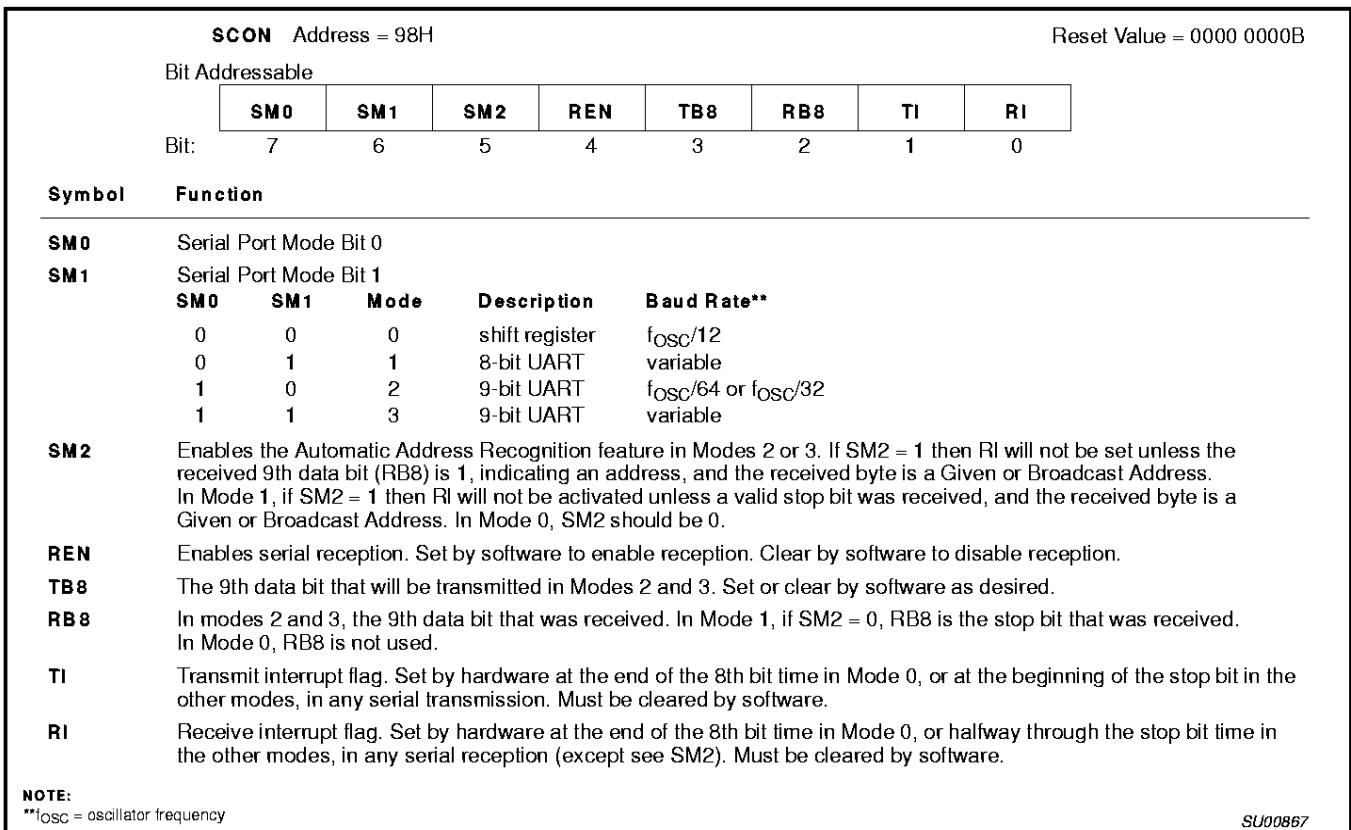 SCON Address = 98H Reset Value = 0000 0000B
Bit Addressable
SM0 SM1 SM2 REN TB8 RB8 TI RI
Bit: 7 6 5 4 3 2 1 0
Symbol Function
SM0 Serial Port Mode Bit 0
SM1 Serial Port Mode Bit 1
SM0 SM1 Mode Description Baud Rate**
0 0 0 shift register fOSC/12
0 1 1 8-bit UART variable
1 0 2 9-bit UART fOSC/64 or fOSC/32
1 1 3 9-bit UART variable
SM2 Enables the Automatic Address Recognition feature in Modes 2 or 3. If SM2 = 1 then RI will not be set unless the
received 9th data bit (RB8) is 1, indicating an address, and the received byte is a Given or Broadcast Address.
In Mode 1, if SM2 = 1 then RI will not be activated unless a valid stop bit was received, and the received byte is a
Given or Broadcast Address. In Mode 0, SM2 should be 0.
REN Enables serial reception. Set by software to enable reception. Clear by software to disable reception.
TB8 The 9th data bit that will be transmitted in Modes 2 and 3. Set or clear by software as desired.
RB8 In modes 2 and 3, the 9th data bit that was received. In Mode 1, if SM2 = 0, RB8 is the stop bit that was received.
In Mode 0, RB8 is not used.
TI Transmit interrupt flag. Set by hardware at the end of the 8th bit time in Mode 0, or at the beginning of the stop bit in the
other modes, in any serial transmission. Must be cleared by software.
RI Receive interrupt flag. Set by hardware at the end of the 8th bit time in Mode 0, or halfway through the stop bit time in
the other modes, in any serial reception (except see SM2). Must be cleared by software.
NOTE:
**fOSC = oscillator frequency
SU00867